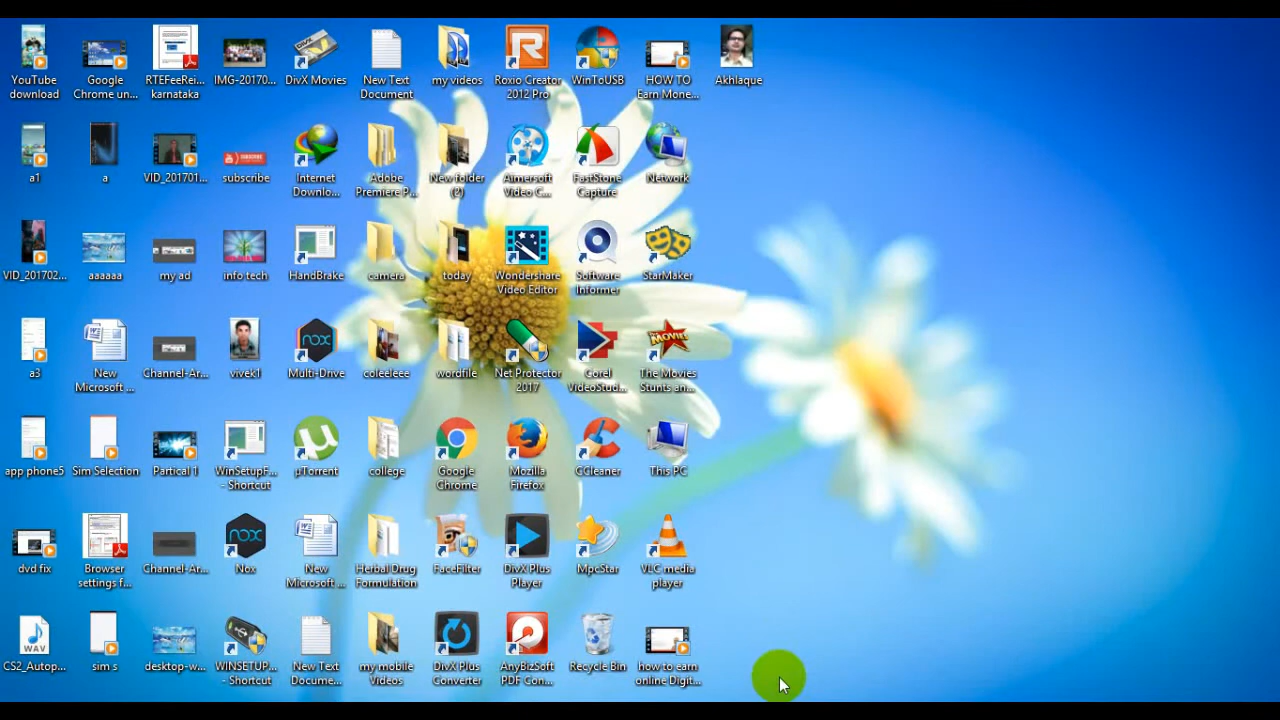 YouTube
download
Google
Chrome un...
RTEFeeRei...
karnataka
IMG-20170...
DivX Movies
New Text
Document
my videos
Roxio Creator
2012 Pro
WinToUSB
HOW TO
Earn Mone...
Akhlaque
a1
a
VID_201701...
subscribe
Internet
Downlo...
Adobe
Premiere P...
New folder
(2)
Aimersoft
Video C...
FastStone
Capture
Network
VID_201702...
aaaaaa
my ad
info tech
HandBrake
camera
today
Wondershare
Video Editor
Software
Informer
StarMaker
a3
New
Microsoft ...
Channel-Ar...
vivek1
nox
Multi-Drive
coleeleee
wordfile
Net Protector
2017
Corel
VideoStud...
The Movies
Stunts an...
app phone5
Sim Selection
Partical 1
WinSetupF...
- Shortcut
µTorrent
college
Google
Chrome
Mozilla
Firefox
CCleaner
This PC
dvd fix
Browser
settings f...
Channel-Ar...
nox
Nox
New
Microsoft ...
Herbal Drug
Formulation
FaceFilter
DivX Plus
Player
MpcStar
VLC media
player
WAV
CS2_Autop...
sim s
desktop-w...
WINSETUP...
- Shortcut
New Text
Docume...
my mobile
Videos
DivX Plus
Converter
AnyBizSoft
PDF Con...
Recycle Bin
how to earn
online Digit...